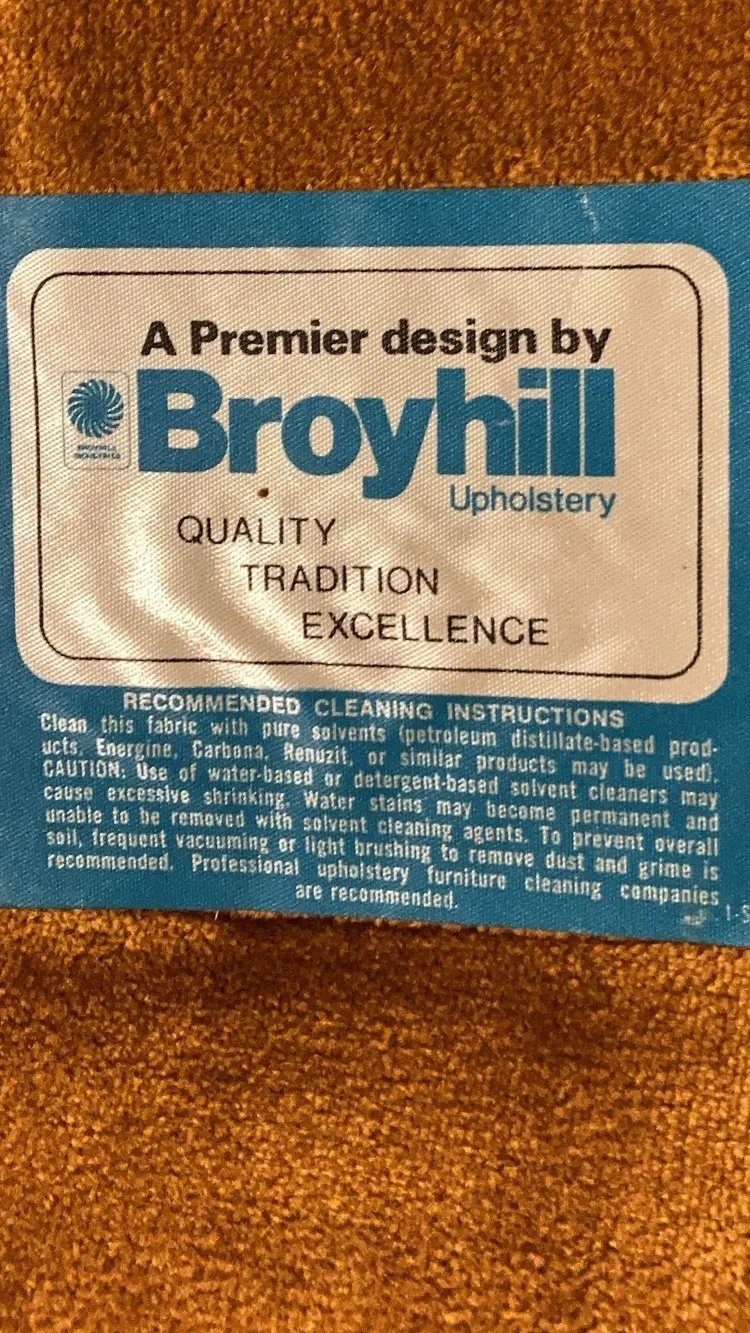 A Premier design by
Broyhill
BROYHILL
INDUSTRIES
Upholstery
QUALITY
TRADITION
EXCELLENCE
RECOMMENDED CLEANING INSTRUCTIONS
Clean this fabric with pure solvents (petroleum distillate-based prod-
ucts, Energine, Carbona, Renuzit, or similar products may be used).
CAUTION: Use of water-based or detergent-based solvent cleaners may
cause excessive shrinking. Water stains may become permanent and
unable to be removed with solvent cleaning agents. To prevent overall
soil, frequent vacuuming or light brushing to remove dust and grime is
recommended. Professional upholstery furniture cleaning companies
are recommended.